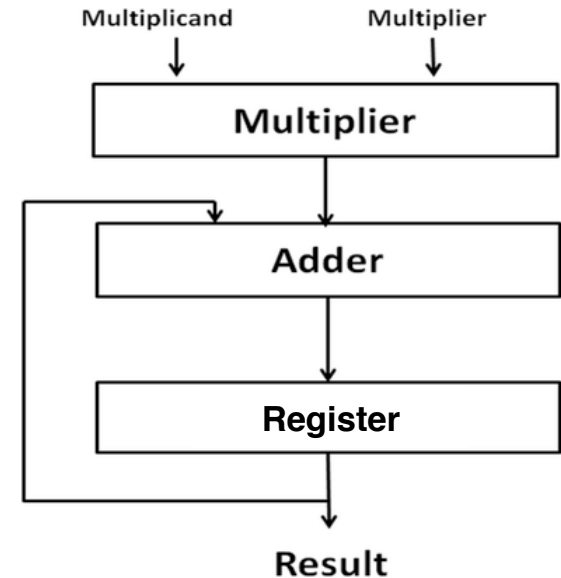 Multiplicand Multiplier
Multiplier
Adder
Register
Result